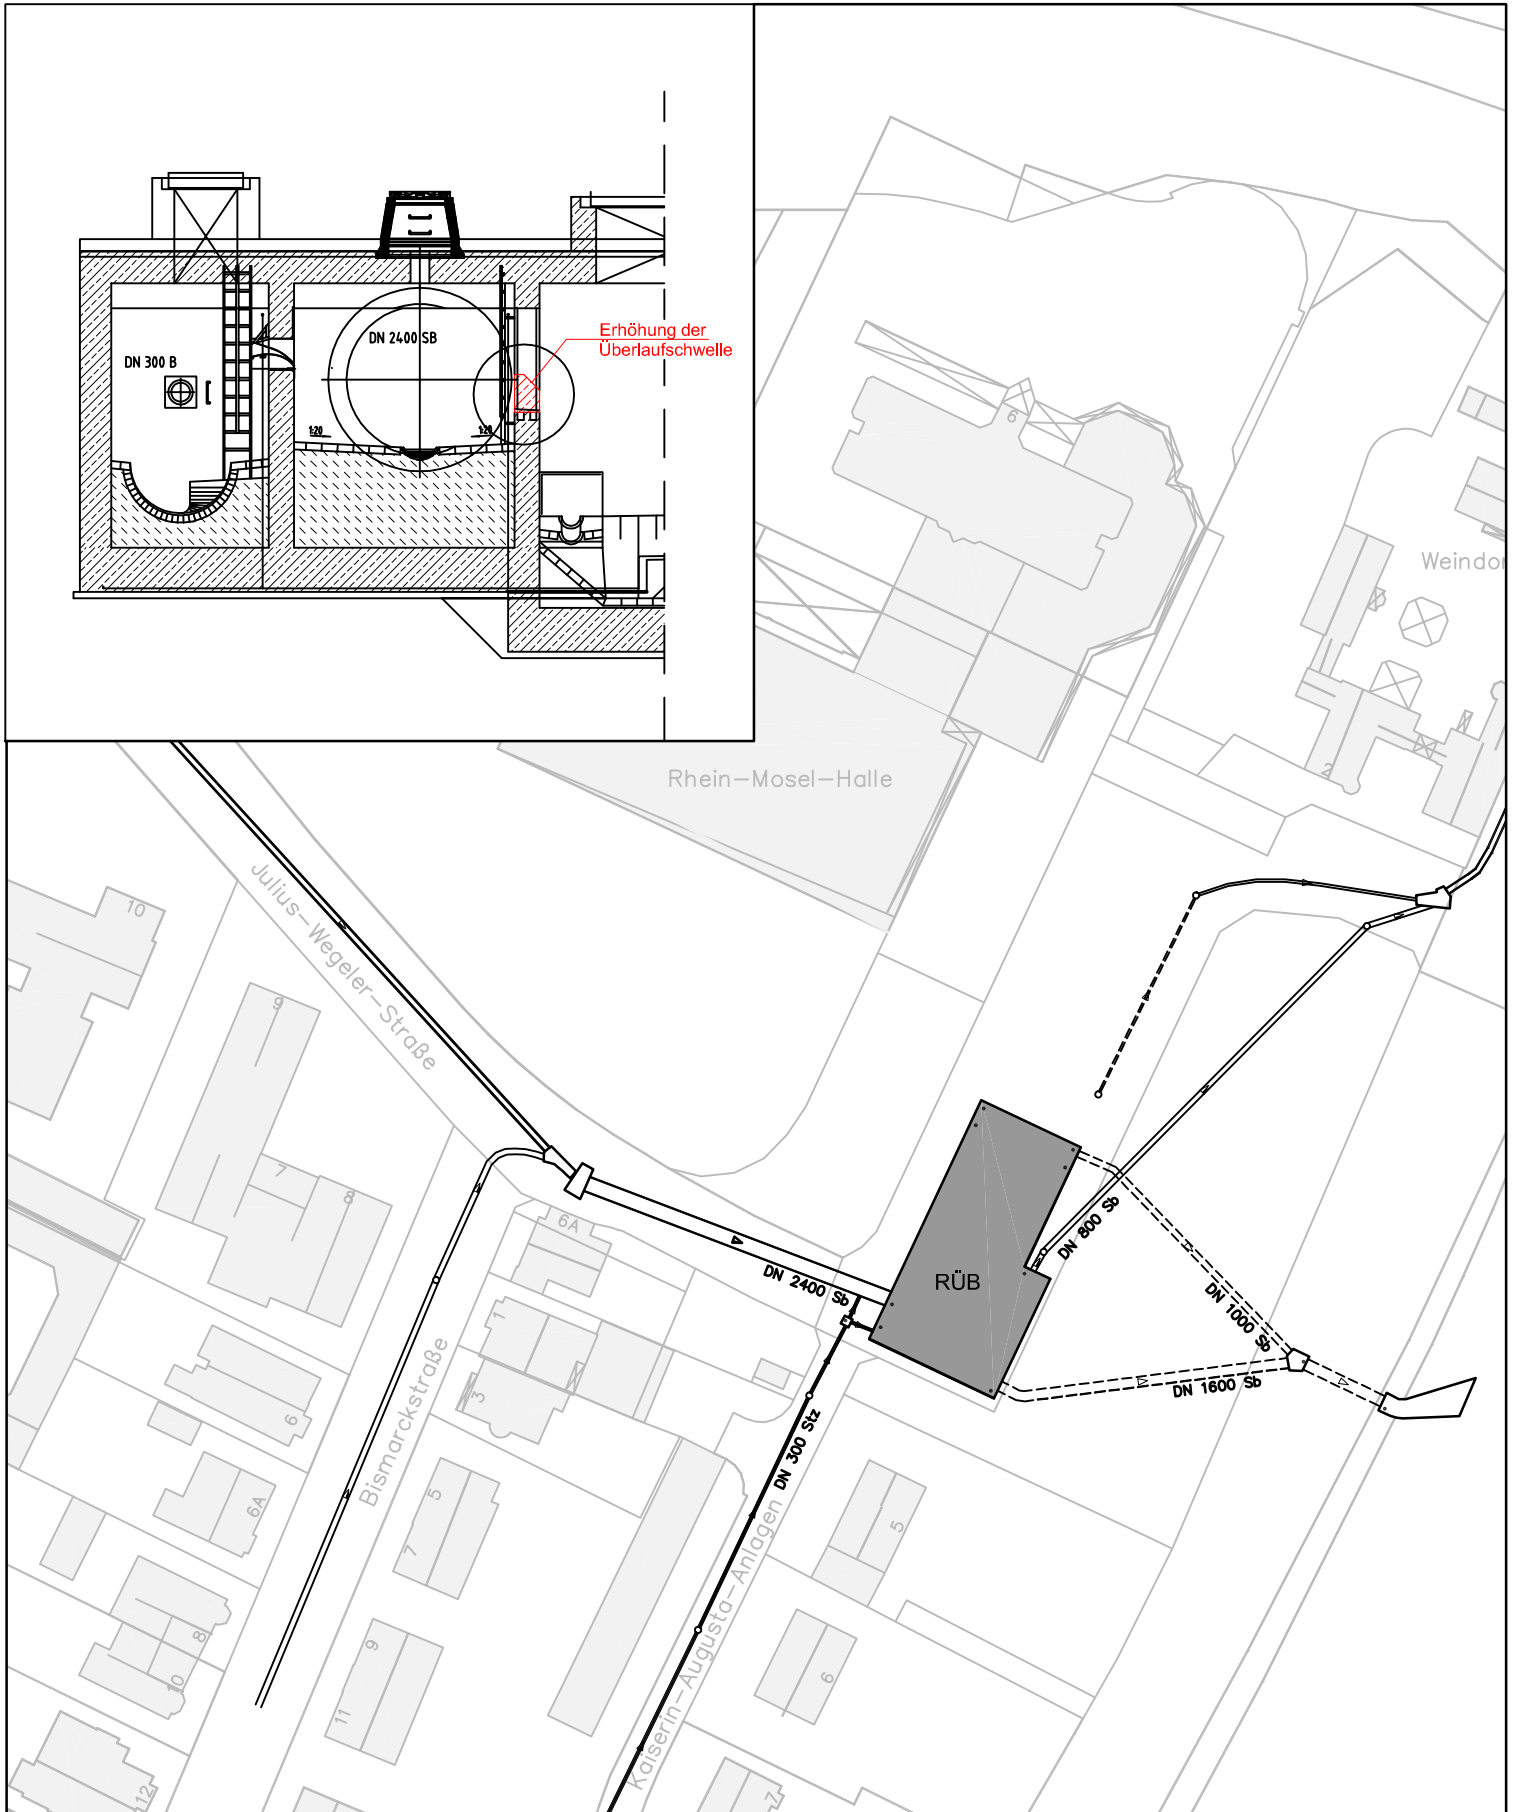 Erhöhung der
Überlaufschwelle
DN 2400 SB
DN 300 B
1:20
1:20
6
Weindor
Rhein-Mosel-Halle
2
Julius-Wegeler-Straße
10
9
7
8
6A
DN 2400 Sb
RÜB
DN 800 Sb
DN 1000 Sb
DN 1600 Sb
DN 300 Stz
1
3
6
Bismarckstraße
5
7
6A
5
Kaiserin-Augusta-Anlagen
8
9
10
11
6
12
7